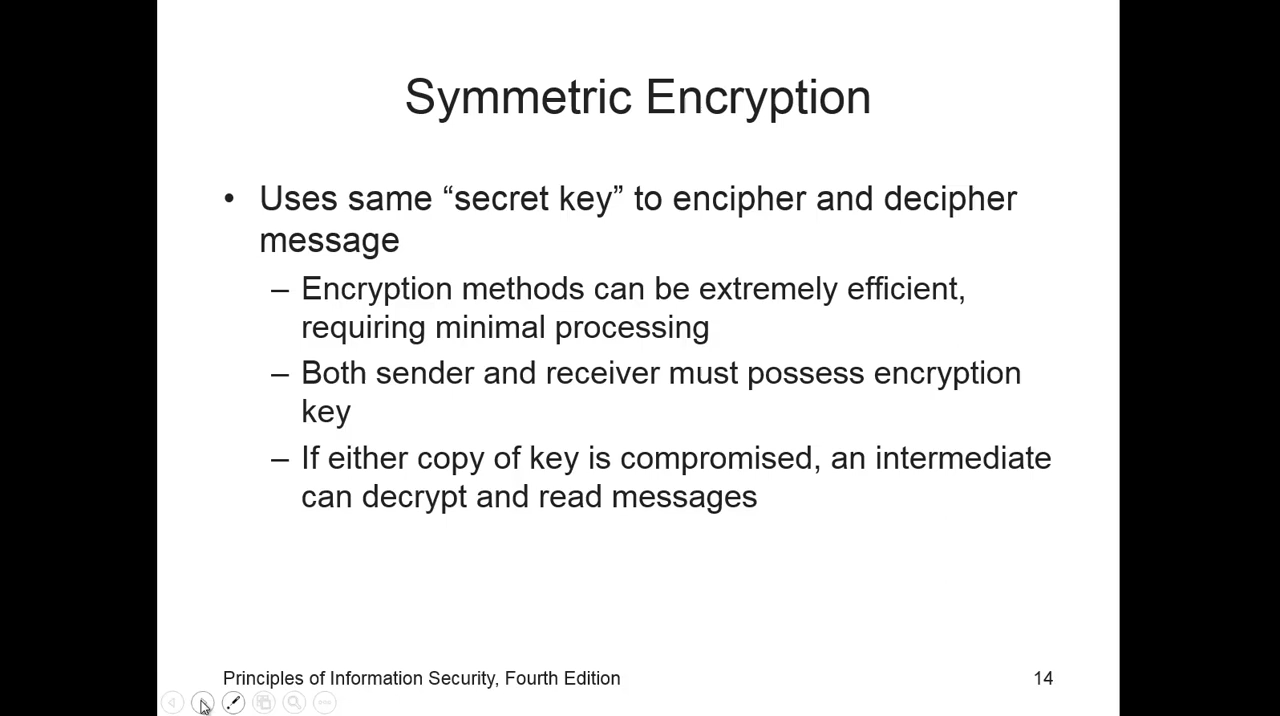 Symmetric Encryption
• Uses same “secret key” to encipher and decipher
message
– Encryption methods can be extremely efficient,
requiring minimal processing
– Both sender and receiver must possess encryption
key
– If either copy of key is compromised, an intermediate
can decrypt and read messages
Principles of Information Security, Fourth Edition
14